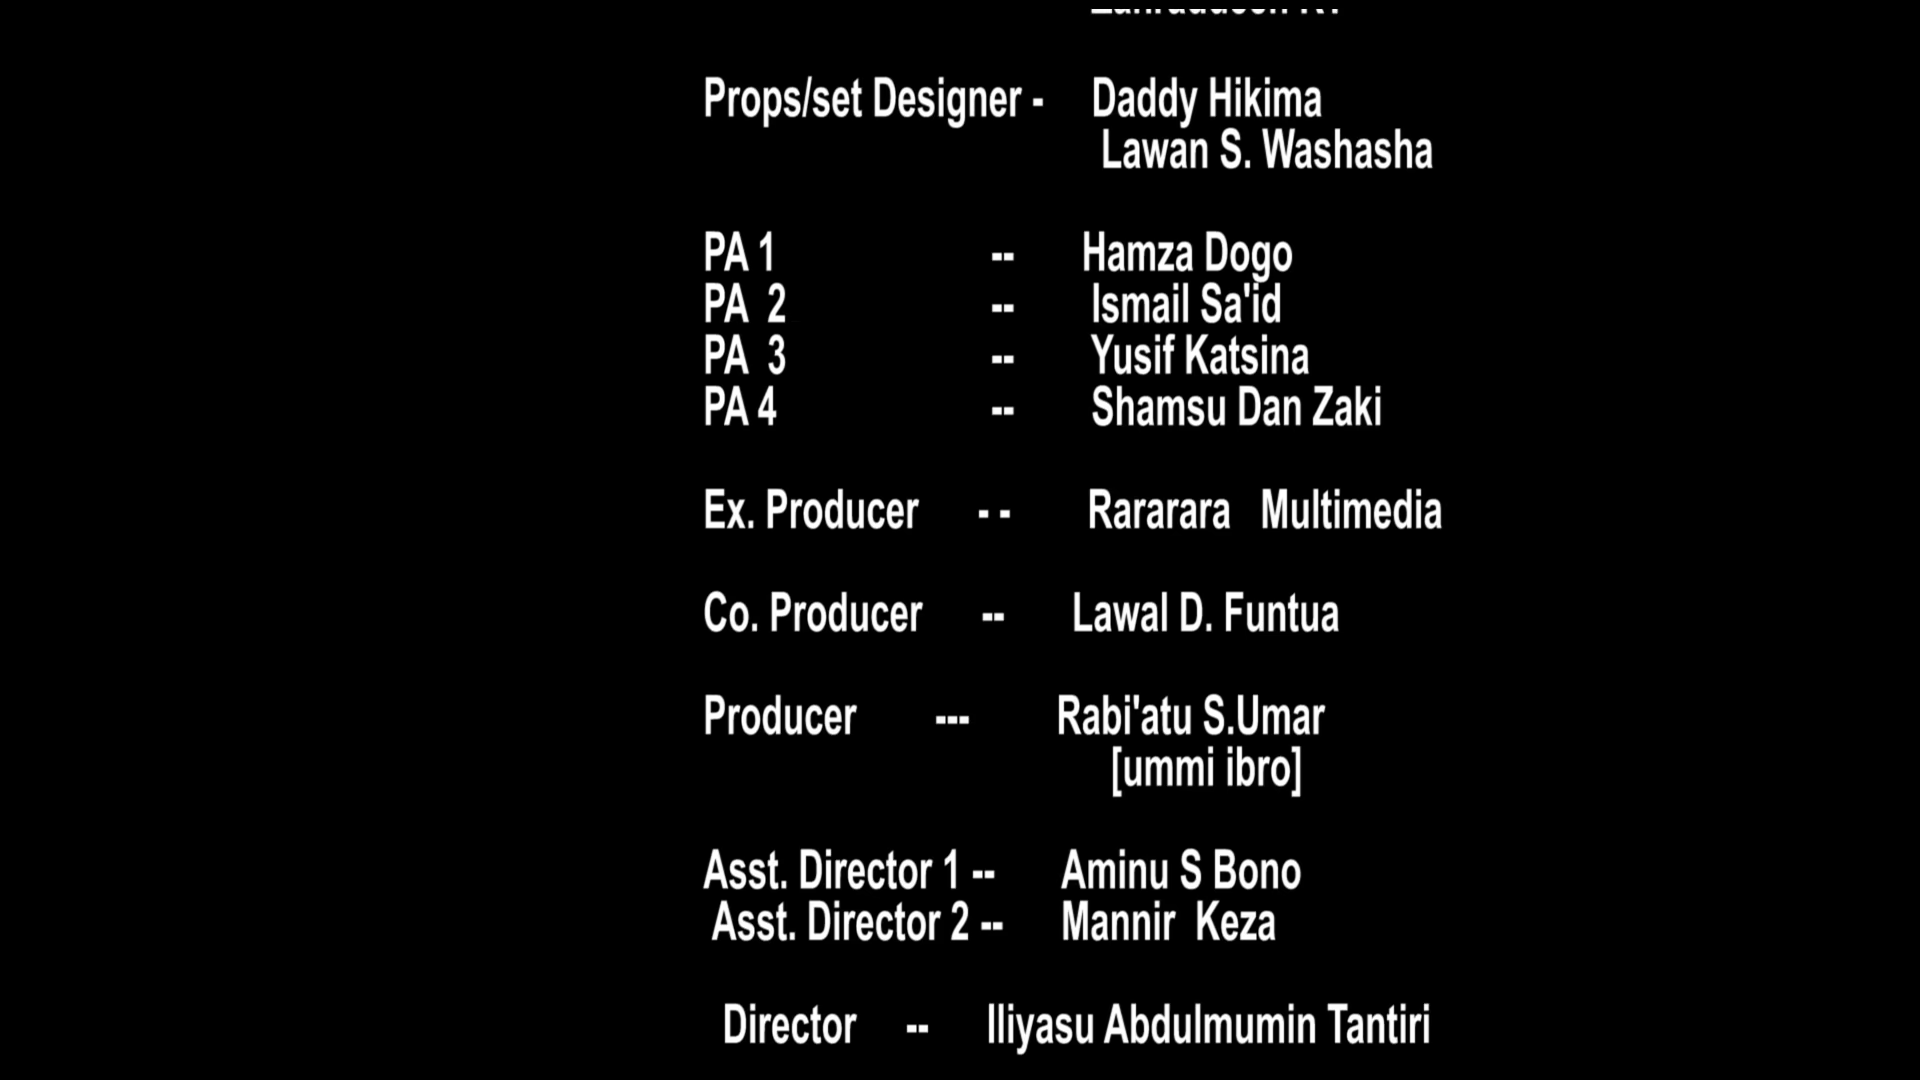 Props/set Designer - Daddy Hikima
Lawan S. Washasha
PA 1 -- Hamza Dogo
PA 2 -- Ismail Sa'id
PA 3 -- Yusif Katsina
PA 4 -- Shamsu Dan Zaki
Ex. Producer - - Rararara Multimedia
Co. Producer -- Lawal D. Funtua
Producer --- Rabi'atu S.Umar
[ummi ibro]
Asst. Director 1 -- Aminu S Bono
Asst. Director 2 -- Mannir Keza
Director -- Iliyasu Abdulmumin Tantiri